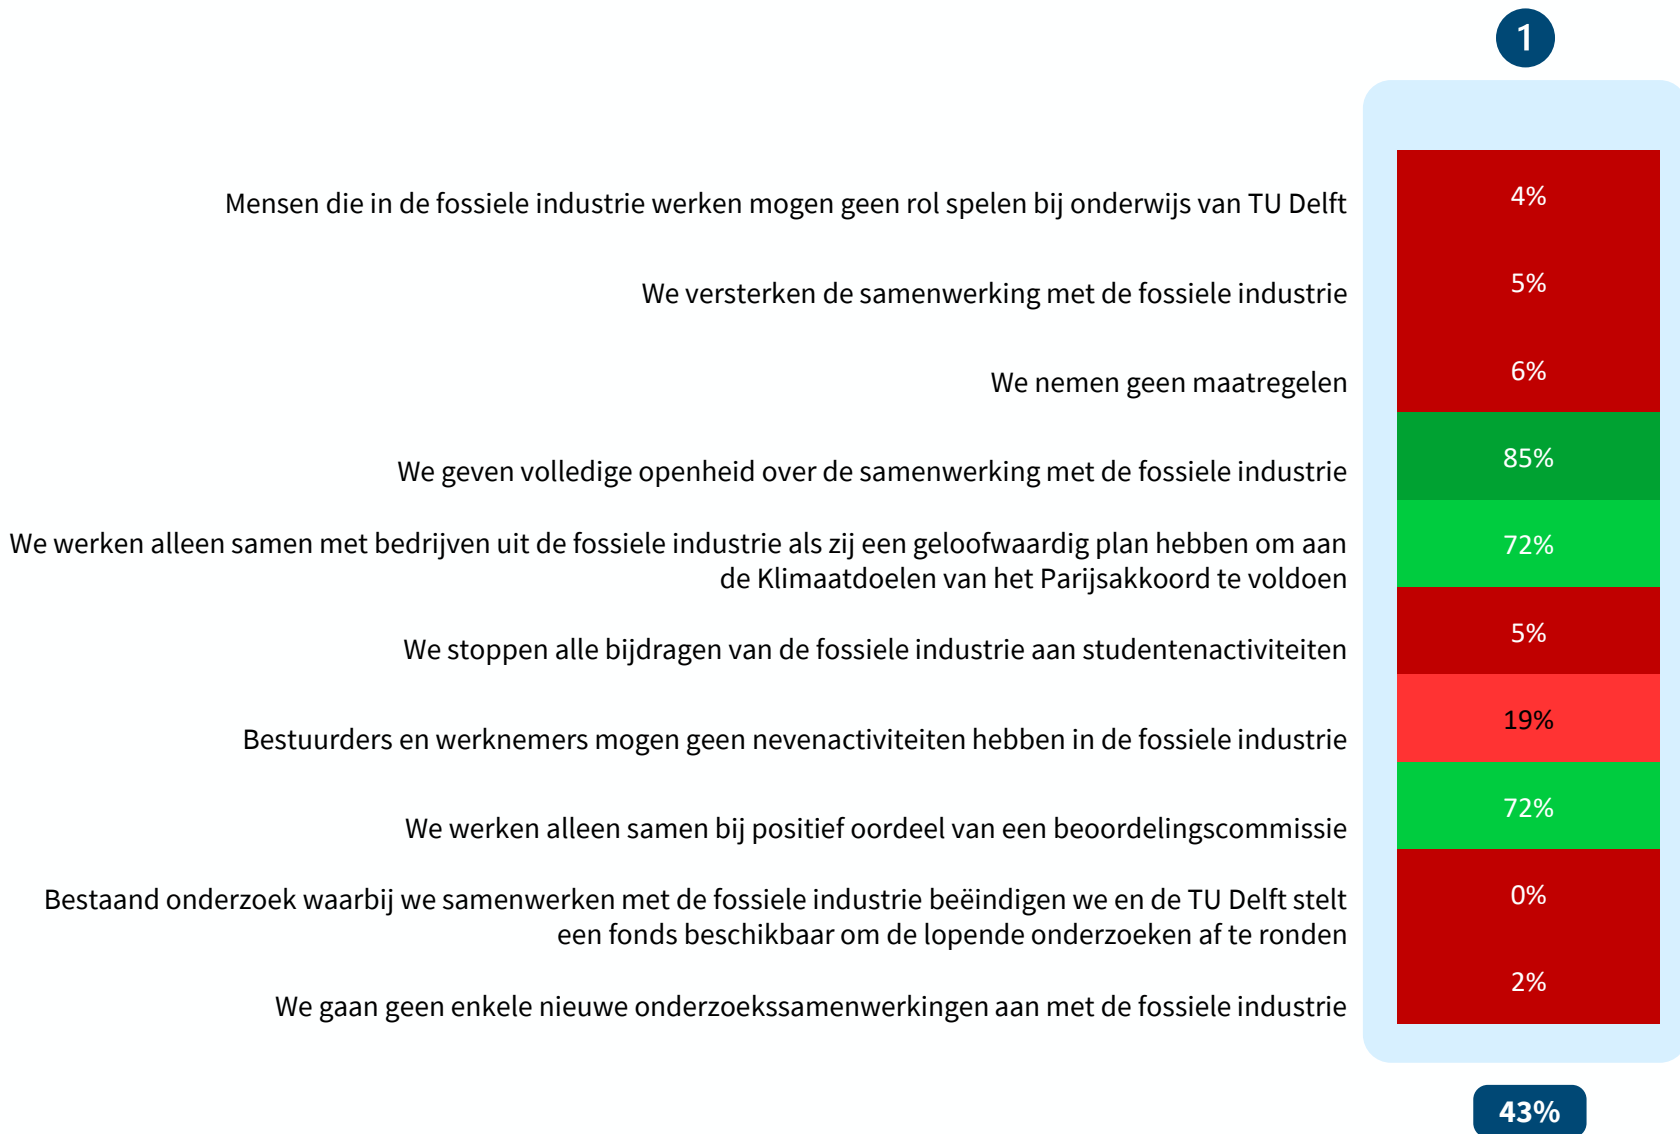 1
Mensen die in de fossiele industrie werken mogen geen rol spelen bij onderwijs van TU Delft
4%
We versterken de samenwerking met de fossiele industrie
5%
We nemen geen maatregelen
6%
We geven volledige openheid over de samenwerking met de fossiele industrie
85%
We werken alleen samen met bedrijven uit de fossiele industrie als zij een geloofwaardig plan hebben om aan
de Klimaatdoelen van het Parijsakkoord te voldoen
72%
We stoppen alle bijdragen van de fossiele industrie aan studentenactiviteiten
5%
Bestuurders en werknemers mogen geen nevenactiviteiten hebben in de fossiele industrie
19%
We werken alleen samen bij positief oordeel van een beoordelingscommissie
72%
Bestaand onderzoek waarbij we samenwerken met de fossiele industrie beëindigen we en de TU Delft stelt
een fonds beschikbaar om de lopende onderzoeken af te ronden
0%
We gaan geen enkele nieuwe onderzoekssamenwerkingen aan met de fossiele industrie
2%
43%